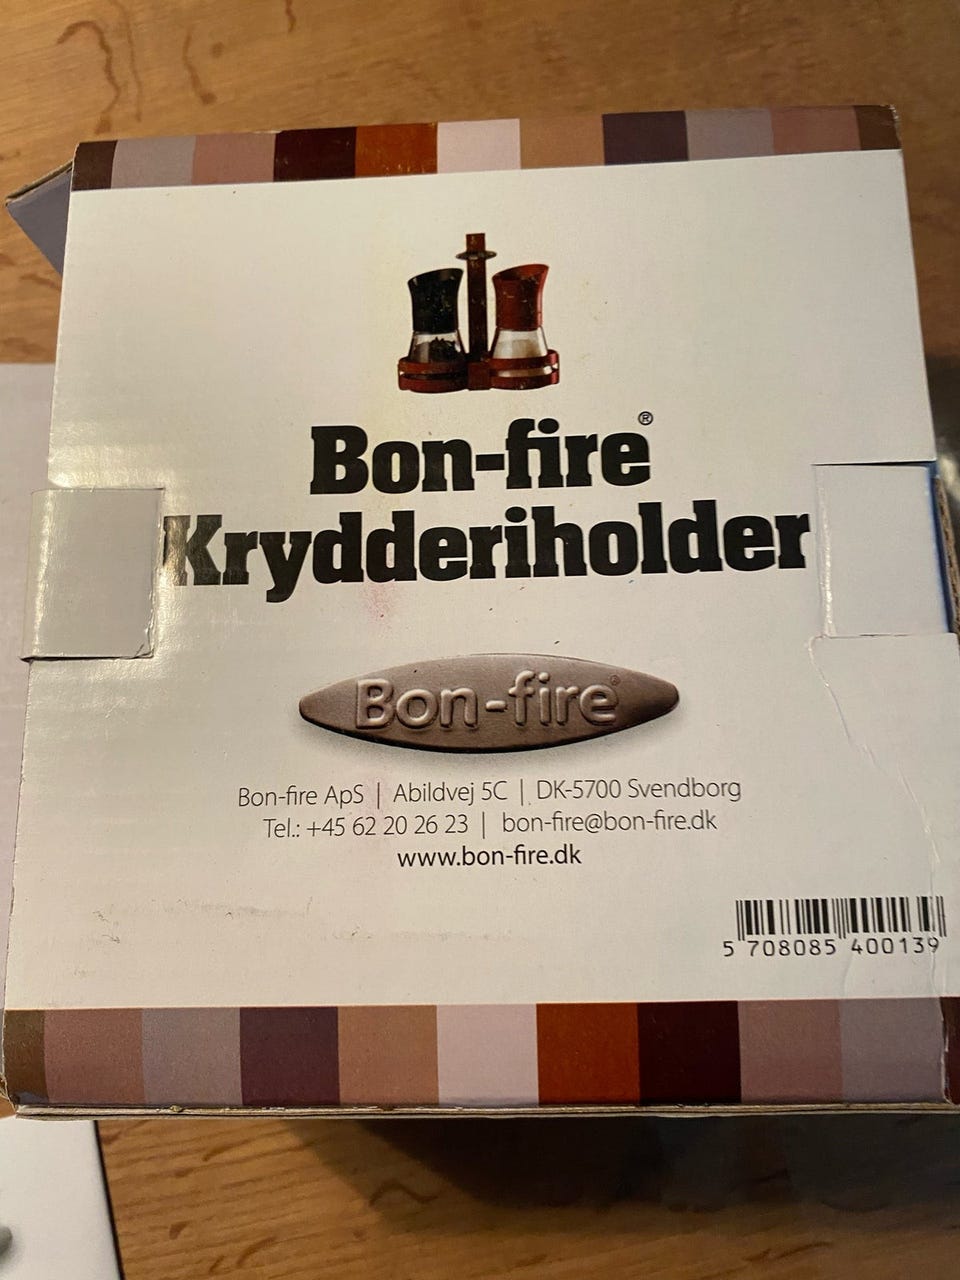 Bon-fire®
Krydderiholder
Bon-fire®
Bon-fire ApS | Abildvej 5C | DK-5700 Svendborg
Tel.: +45 62 20 26 23 | bon-fire@bon-fire.dk
www.bon-fire.dk
5 708085 400139